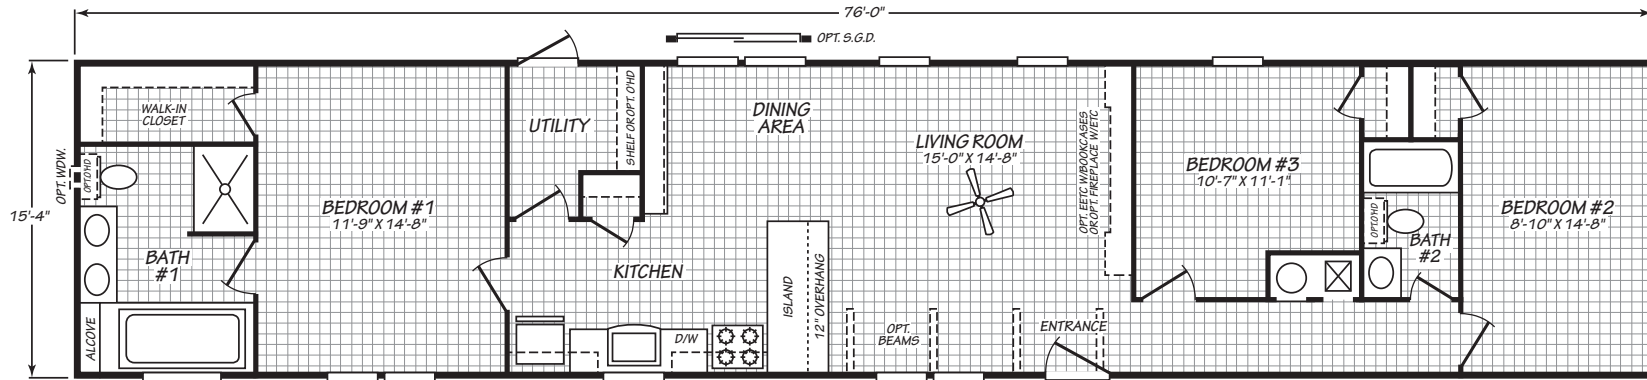 76'-0"
OPT. S.G.D.
15'-4"
WALK-IN
CLOSET
OPT. WDW.
OPT.O'HD
BATH
#1
ALCOVE
BEDROOM #1
11'-9" X 14'-8"
UTILITY
SHELF OR OPT. O'HD
KITCHEN
D/W
ISLAND
12" OVERHANG
DINING
AREA
LIVING ROOM
15'-0" X 14'-8"
OPT. EETC W/BOOKCASES
OR OPT. FIREPLACE W/ETC
OPT.
BEAMS
ENTRANCE
BEDROOM #3
10'-7" X 11'-1"
OPT.O'HD
BATH
#2
BEDROOM #2
8'-10" X 14'-8"